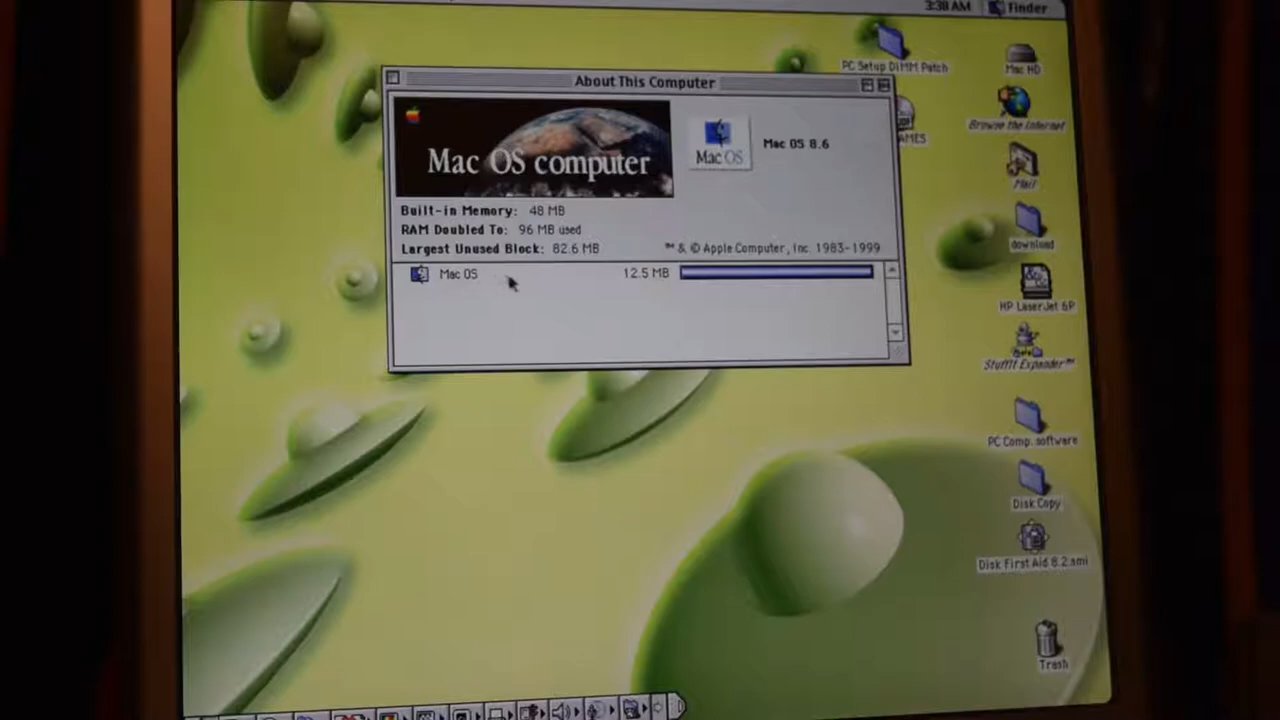 3:38 AM Finder
About This Computer
Mac OS computer
Mac OS
Mac OS 8.6
Built-in Memory: 48 MB
RAM Doubled To: 96 MB used
Largest Unused Block: 82.6 MB
™ & © Apple Computer, Inc. 1983-1999
Mac OS 12.5 MB
PC Setup DIMM Patch
AMES
Mac HD
Browse the Internet
Mail
download
HP LaserJet 6P
StuffIt Expander™
PC Comp. software
Disk Copy
Disk First Aid 8.2.smi
Trash